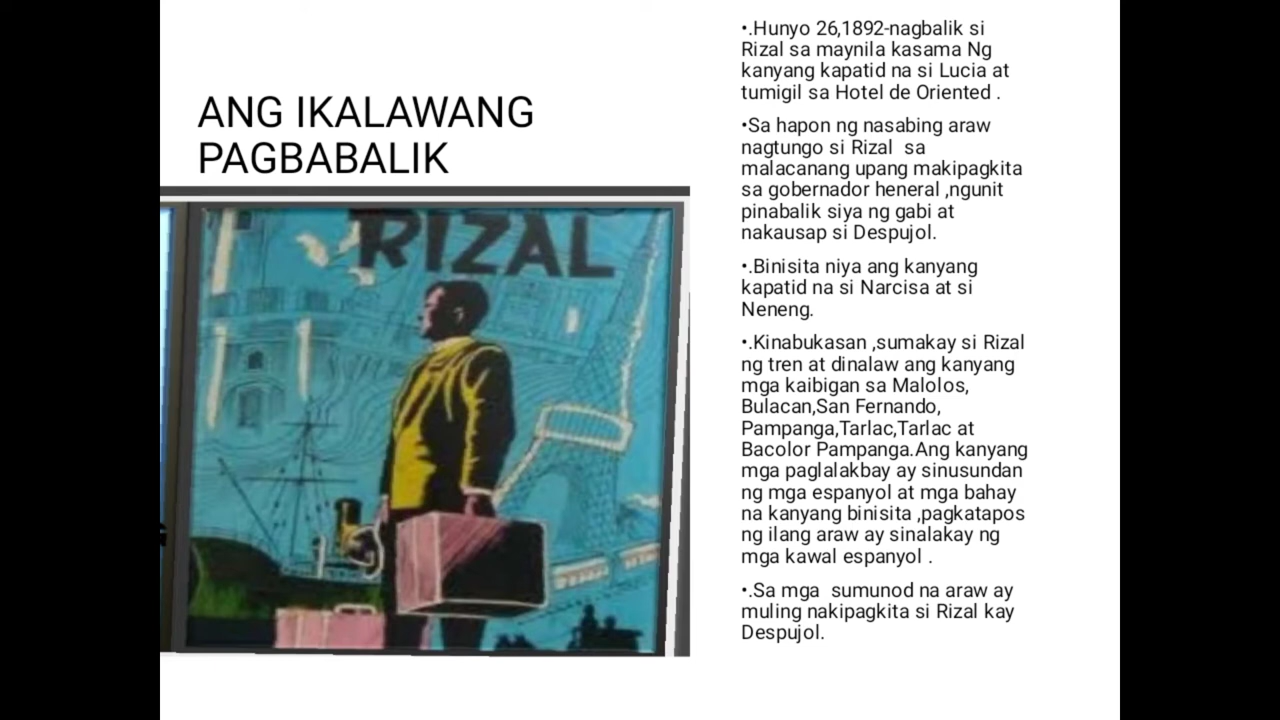 ANG IKALAWANG
PAGBABALIK
RIZAL
•.Hunyo 26,1892-nagbalik si
Rizal sa maynila kasama Ng
kanyang kapatid na si Lucia at
tumigil sa Hotel de Oriented .
•Sa hapon ng nasabing araw
nagtungo si Rizal  sa
malacanang upang makipagkita
sa gobernador heneral ,ngunit
pinabalik siya ng gabi at
nakausap si Despujol.
•.Binisita niya ang kanyang
kapatid na si Narcisa at si
Neneng.
•.Kinabukasan ,sumakay si Rizal
ng tren at dinalaw ang kanyang
mga kaibigan sa Malolos,
Bulacan,San Fernando,
Pampanga,Tarlac,Tarlac at
Bacolor Pampanga.Ang kanyang
mga paglalakbay ay sinusundan
ng mga espanyol at mga bahay
na kanyang binisita ,pagkatapos
ng ilang araw ay sinalakay ng
mga kawal espanyol .
•.Sa mga  sumunod na araw ay
muling nakipagkita si Rizal kay
Despujol.